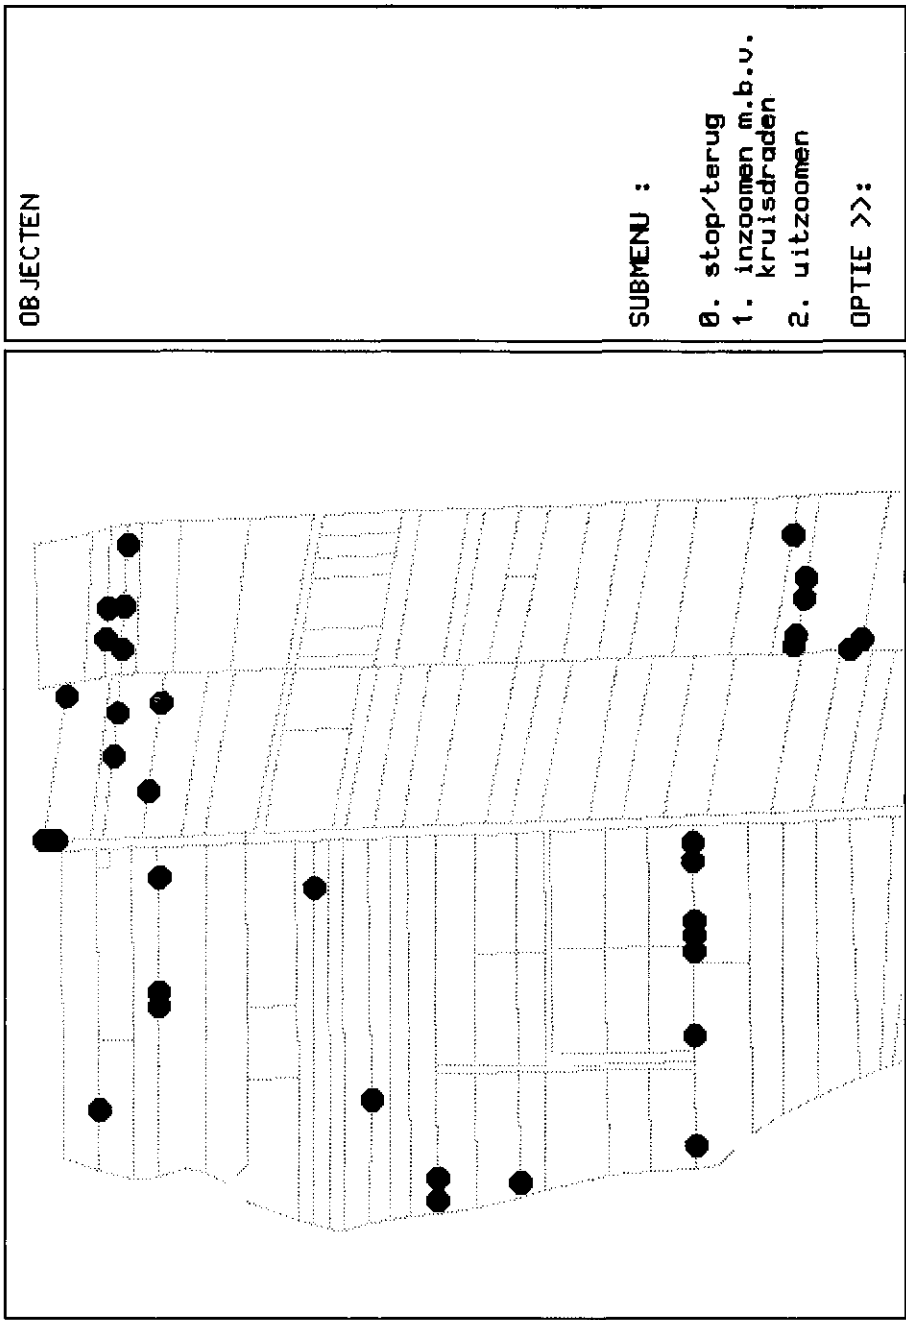 OBJECTEN
SUBMENU :
0. stop/terug
1. inzoomen m.b.v.
kruisdraden
2. uitzoomen
OPTIE >>: